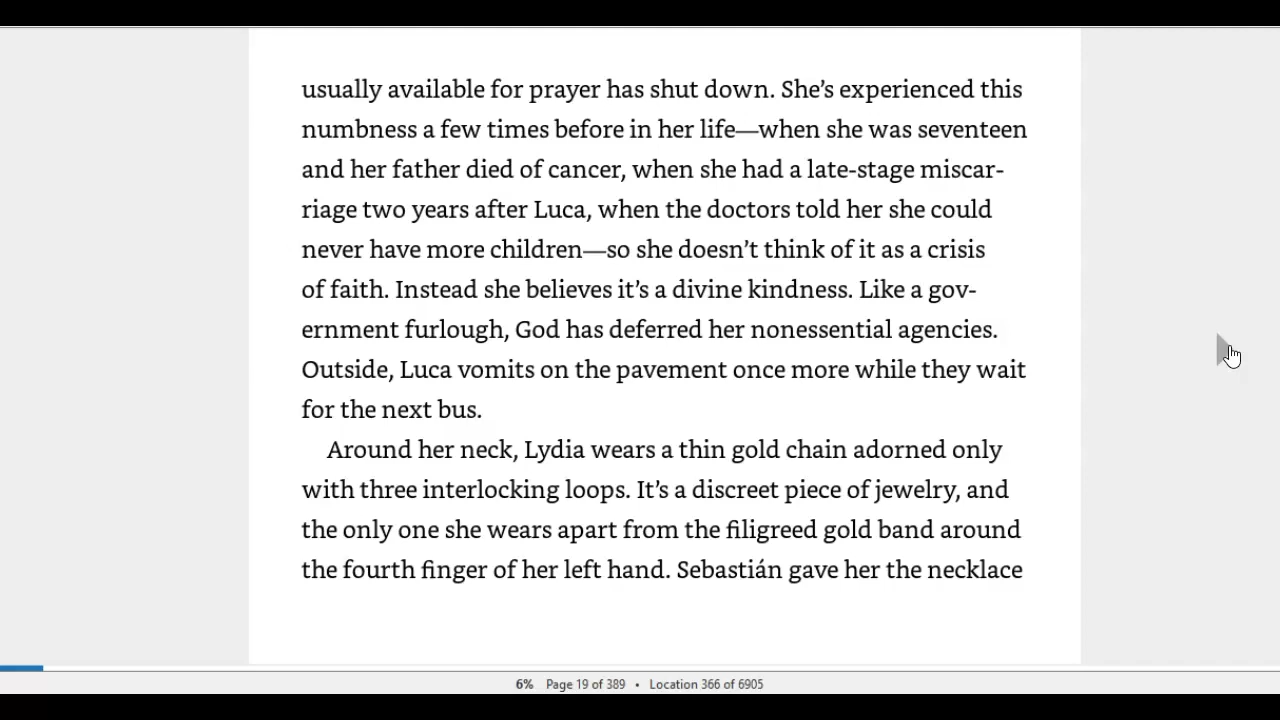 usually available for prayer has shut down. She’s experienced this
numbness a few times before in her life—when she was seventeen
and her father died of cancer, when she had a late-stage miscar-
riage two years after Luca, when the doctors told her she could
never have more children—so she doesn’t think of it as a crisis
of faith. Instead she believes it’s a divine kindness. Like a gov-
ernment furlough, God has deferred her nonessential agencies.
Outside, Luca vomits on the pavement once more while they wait
for the next bus.
Around her neck, Lydia wears a thin gold chain adorned only
with three interlocking loops. It’s a discreet piece of jewelry, and
the only one she wears apart from the filigreed gold band around
the fourth finger of her left hand. Sebastián gave her the necklace
6% Page 19 of 389 • Location 366 of 6905